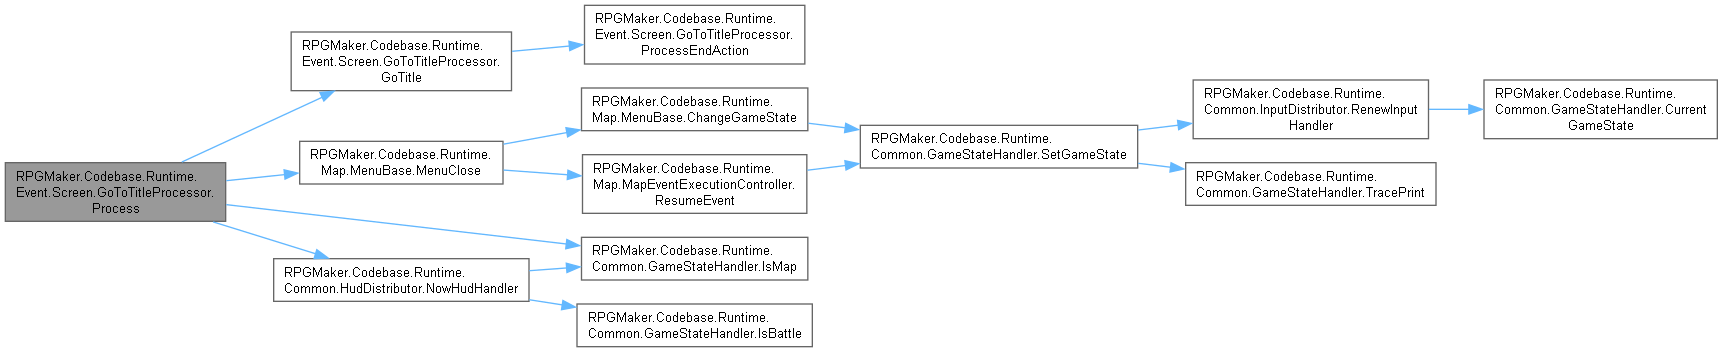 RPGMaker.Codebase.Runtime.
Event.Screen.GoToTitleProcessor.
Process
RPGMaker.Codebase.Runtime.
Event.Screen.GoToTitleProcessor.
GoTitle
RPGMaker.Codebase.Runtime.
Event.Screen.GoToTitleProcessor.
ProcessEndAction
RPGMaker.Codebase.Runtime.
Map.MenuBase.MenuClose
RPGMaker.Codebase.Runtime.
Map.MenuBase.ChangeGameState
RPGMaker.Codebase.Runtime.
Map.MapEventExecutionController.
ResumeEvent
RPGMaker.Codebase.Runtime.
Common.GameStateHandler.SetGameState
RPGMaker.Codebase.Runtime.
Common.InputDistributor.RenewInput
Handler
RPGMaker.Codebase.Runtime.
Common.GameStateHandler.Current
GameState
RPGMaker.Codebase.Runtime.
Common.GameStateHandler.TracePrint
RPGMaker.Codebase.Runtime.
Common.HudDistributor.NowHudHandler
RPGMaker.Codebase.Runtime.
Common.GameStateHandler.IsMap
RPGMaker.Codebase.Runtime.
Common.GameStateHandler.IsBattle